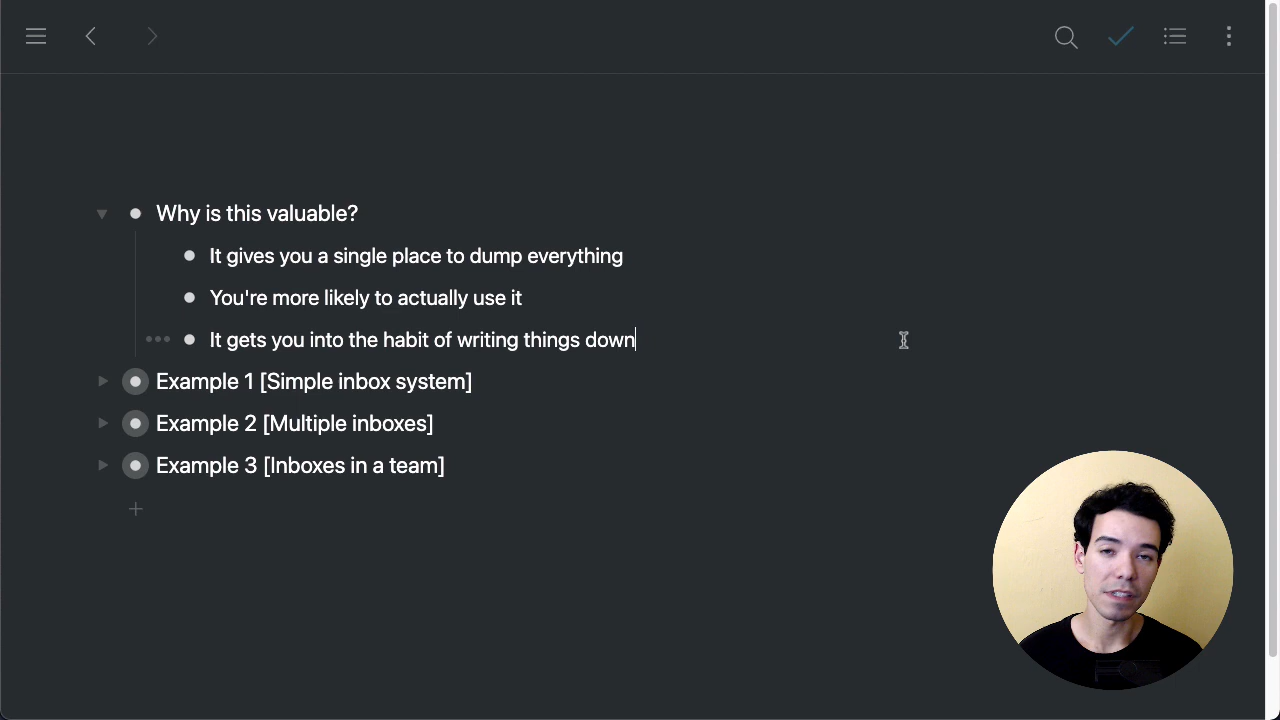 Why is this valuable?
It gives you a single place to dump everything
You're more likely to actually use it
It gets you into the habit of writing things down
Example 1 [Simple inbox system]
Example 2 [Multiple inboxes]
Example 3 [Inboxes in a team]